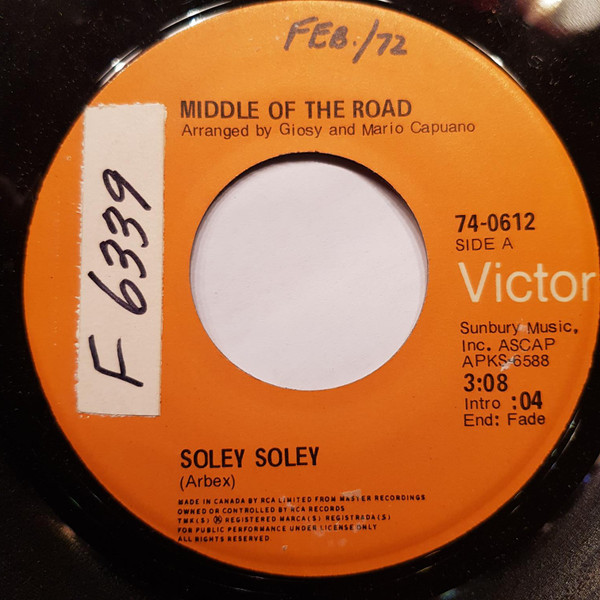 FEB./72
MIDDLE OF THE ROAD
Arranged by Giosy and Mario Capuano
F 6339
74-0612
SIDE A
Victor
Sunbury Music,
Inc. ASCAP
APKS-6588
3:08
Intro :04
End: Fade
SOLEY SOLEY
(Arbex)
MADE IN CANADA BY RCA LIMITED FROM MASTER RECORDINGS
OWNED OR CONTROLLED BY RCA RECORDS
TMK(S) ® REGISTERED MARCA(S) REGISTRADA(S)
FOR PUBLIC PERFORMANCE UNDER LICENSE ONLY
ALL RIGHTS RESERVED